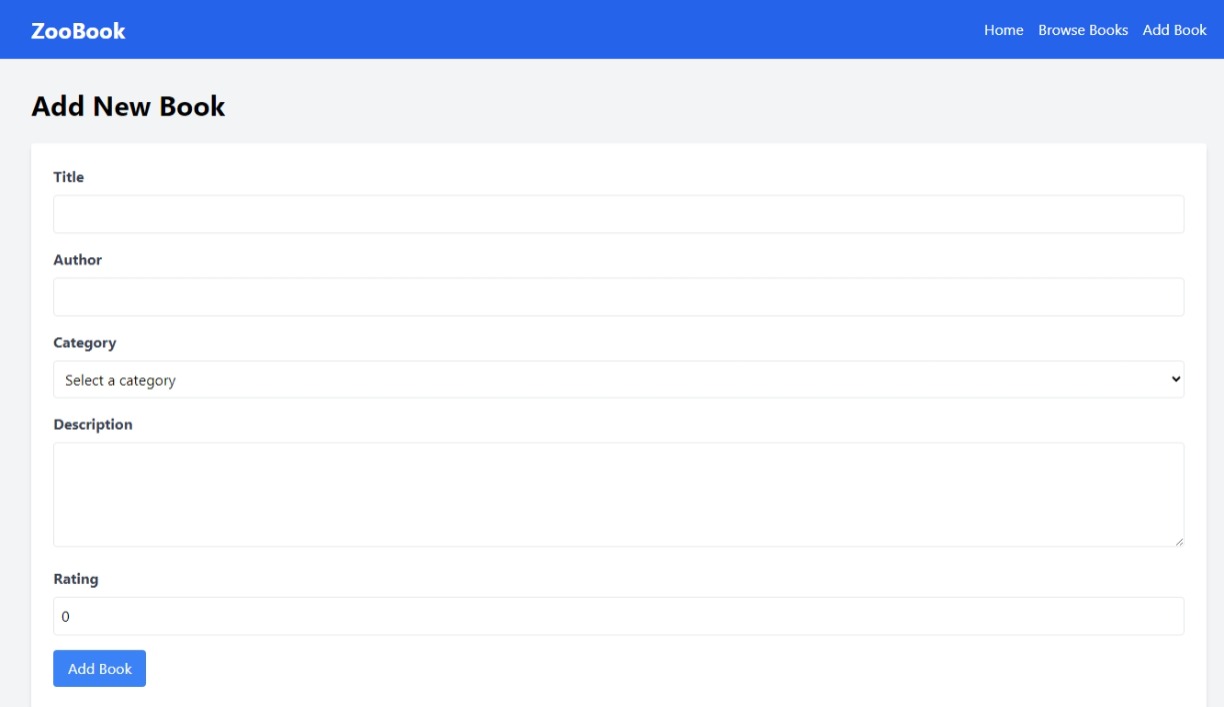 ZooBook
Home Browse Books Add Book
Add New Book
Title
Author
Category
Select a category
Description
Rating
0
Add Book